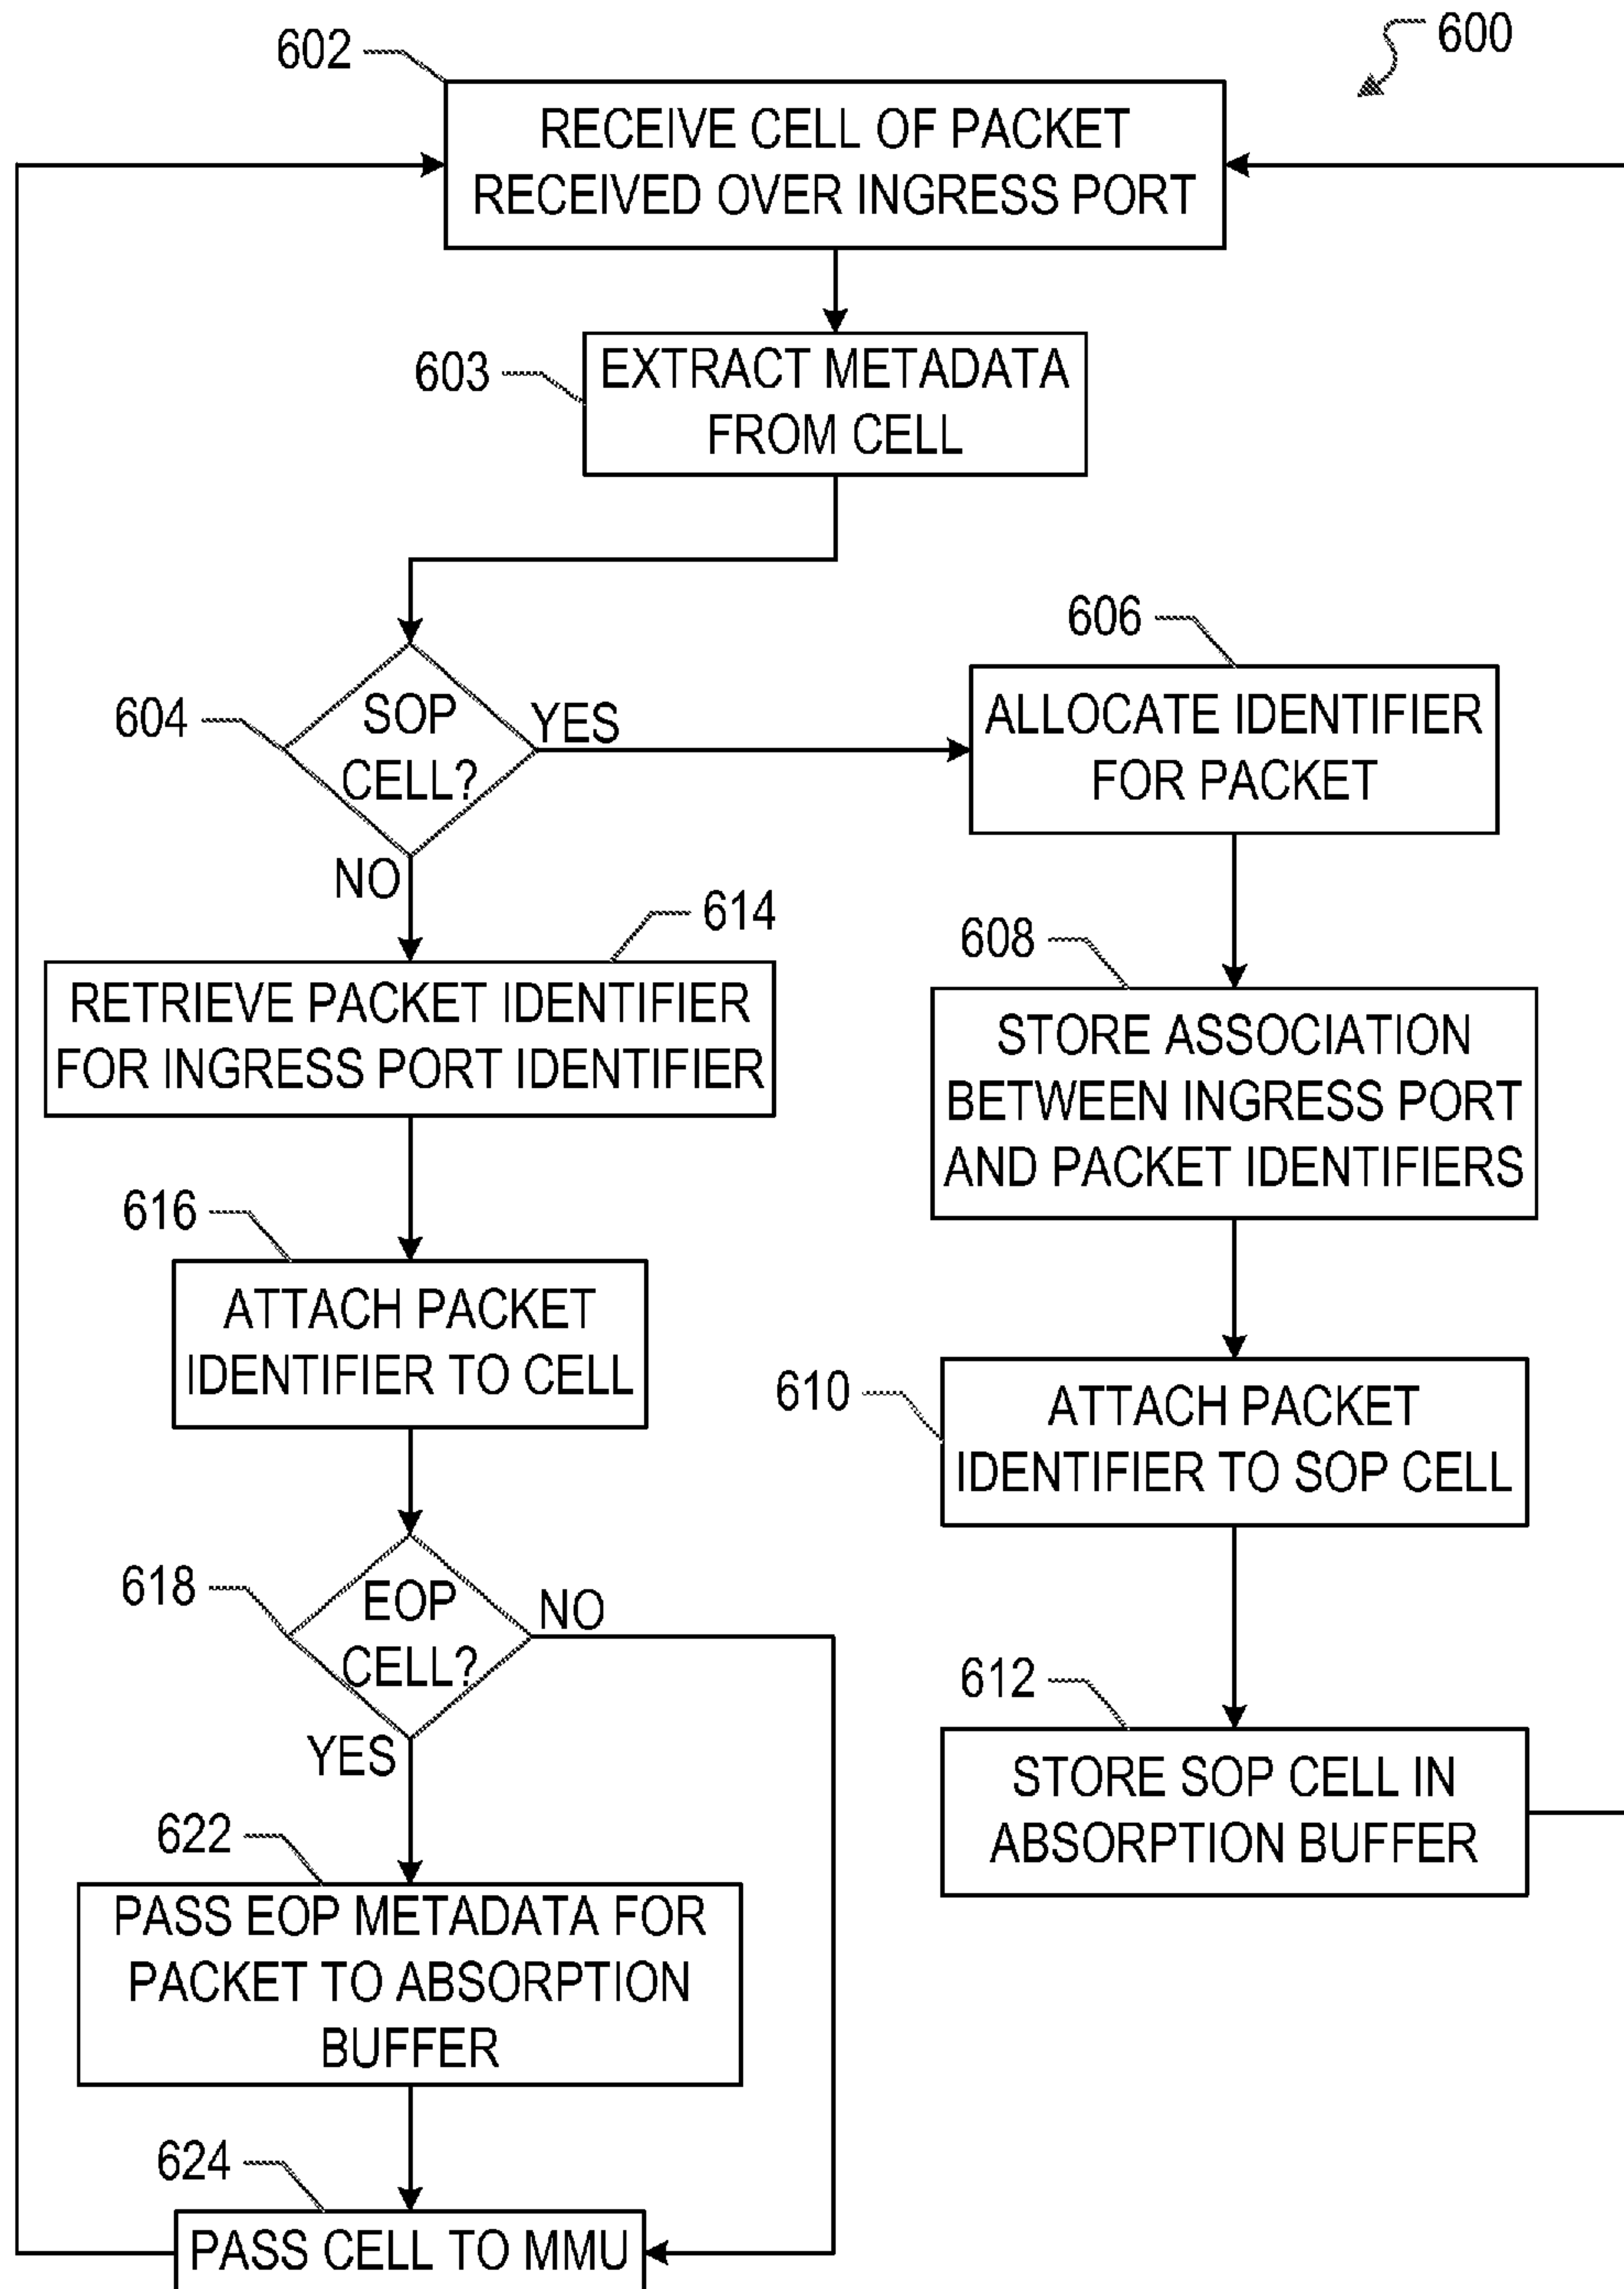 600
602
RECEIVE CELL OF PACKET
RECEIVED OVER INGRESS PORT
603
EXTRACT METADATA
FROM CELL
604
SOP
CELL?
YES
NO
606
ALLOCATE IDENTIFIER
FOR PACKET
614
RETRIEVE PACKET IDENTIFIER
FOR INGRESS PORT IDENTIFIER
608
STORE ASSOCIATION
BETWEEN INGRESS PORT
AND PACKET IDENTIFIERS
616
ATTACH PACKET
IDENTIFIER TO CELL
610
ATTACH PACKET
IDENTIFIER TO SOP CELL
618
EOP
CELL?
NO
YES
612
STORE SOP CELL IN
ABSORPTION BUFFER
622
PASS EOP METADATA FOR
PACKET TO ABSORPTION
BUFFER
624
PASS CELL TO MMU